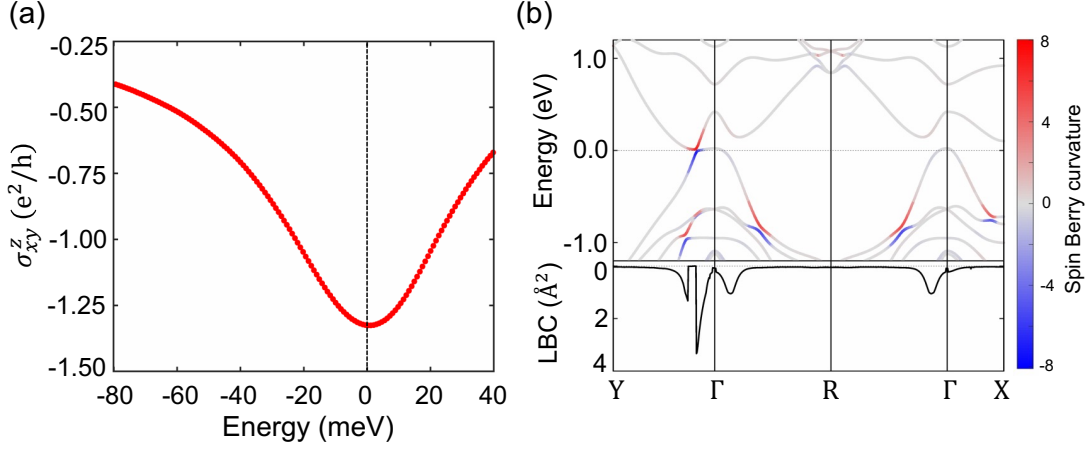 (a)
-0.25
-0.50
-0.75
-1.00
-1.25
-1.50
σ_xy^z (e²/h)
-80 -60 -40 -20 0 20 40
Energy (meV)
(b)
1.0
0.0
-1.0
Energy (eV)
0
2
4
LBC (Å²)
Y Γ R Γ X
8
4
0
-4
-8
Spin Berry curvature